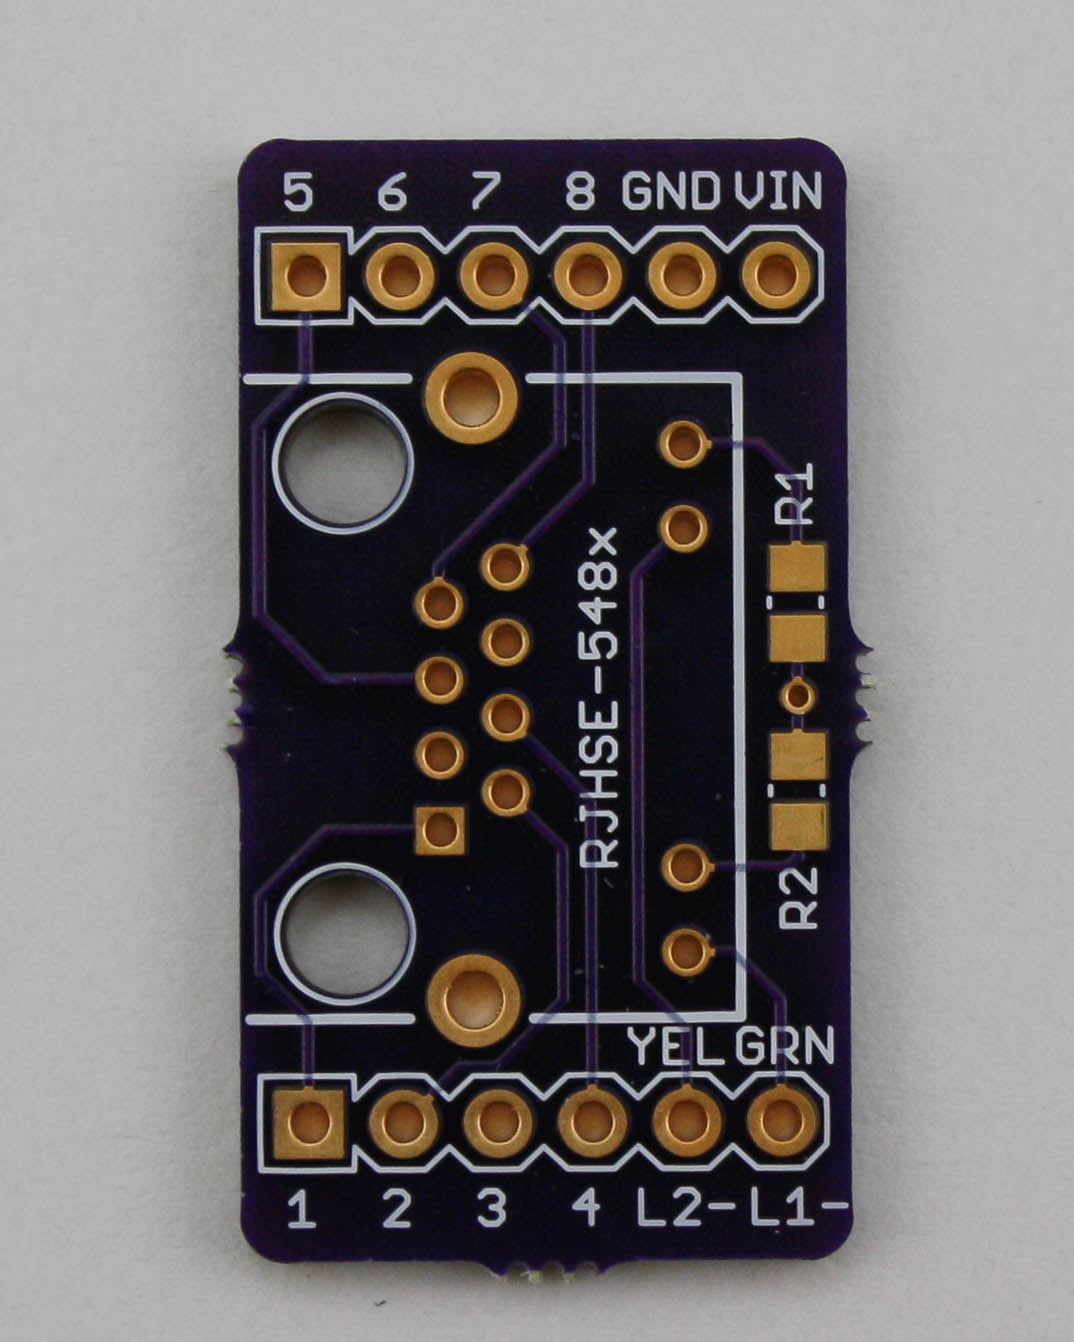 5 6 7 8 GND VIN
R1
RJHSE-548x
R2
YEL GRN
1 2 3 4 L2- L1-